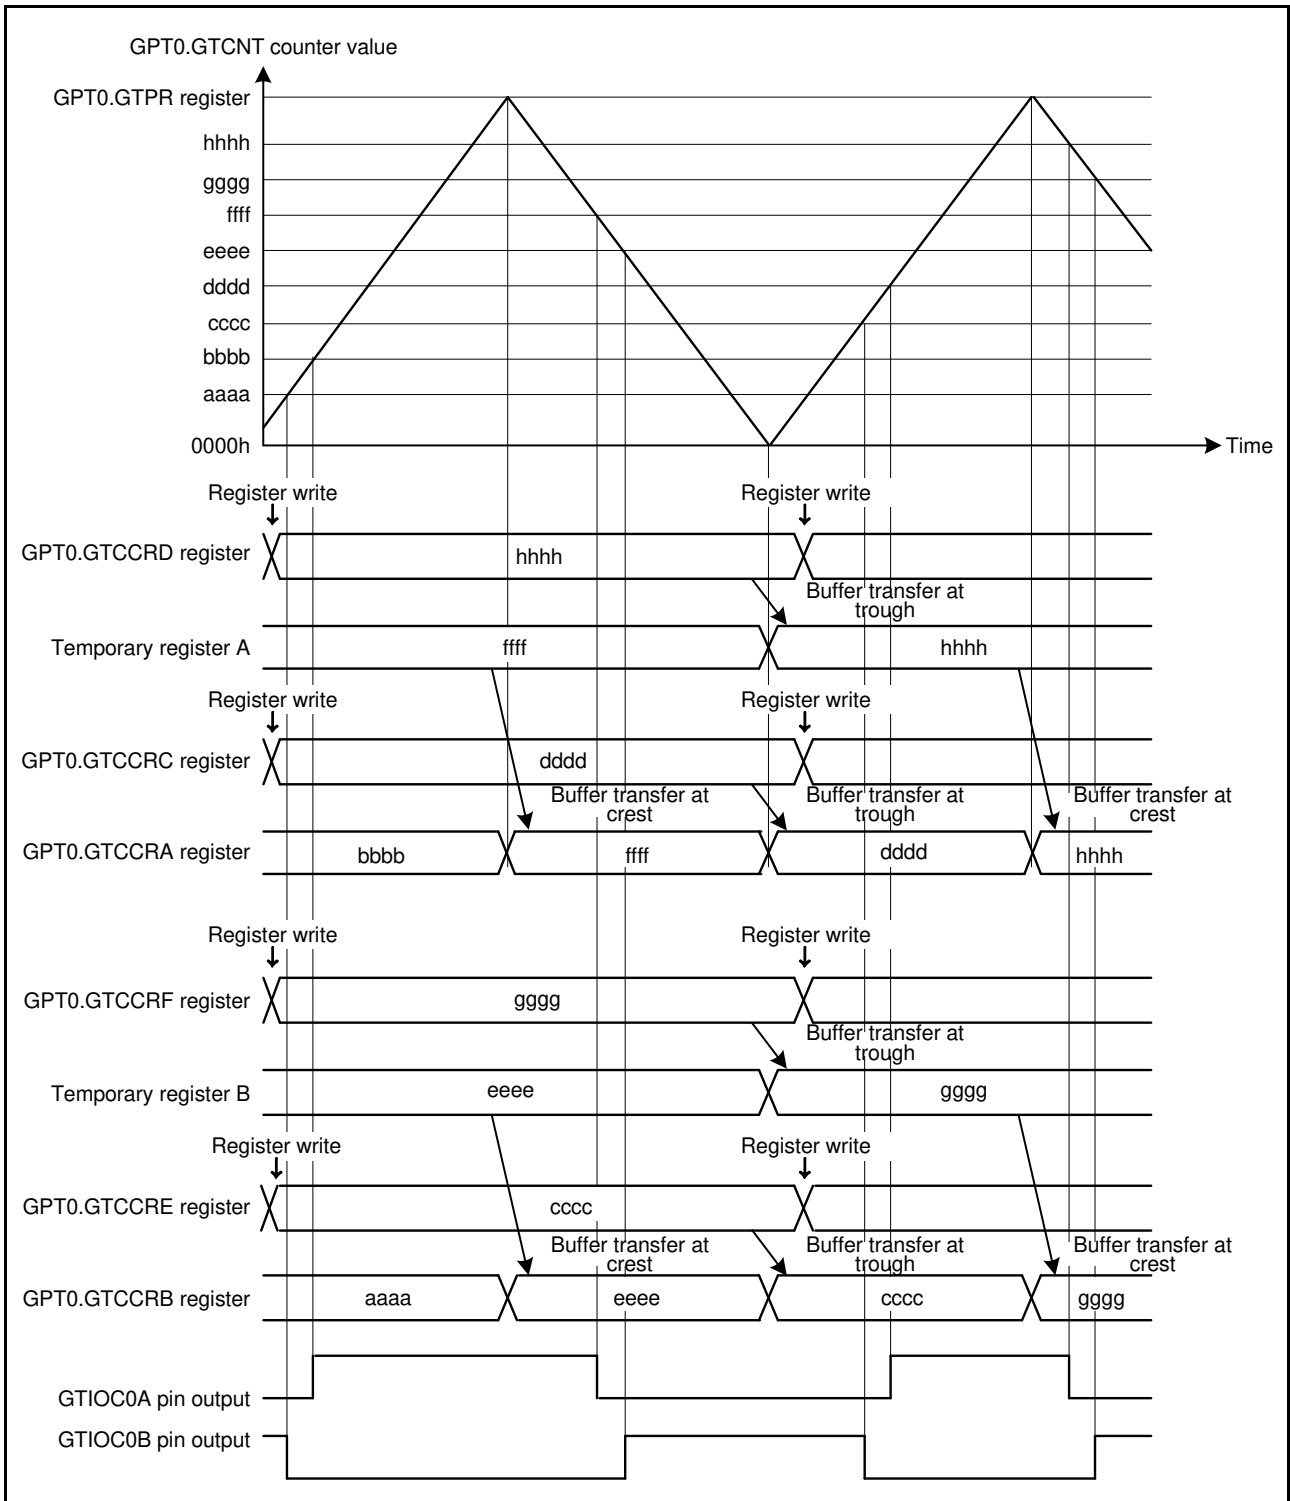 GPT0.GTCNT counter value
GPT0.GTPR register
hhhh
gggg
ffff
eeee
dddd
cccc
bbbb
aaaa
0000h
Time
Register write Register write
GPT0.GTCCRD register hhhh
Buffer transfer at
trough
Temporary register A ffff hhhh
Register write Register write
GPT0.GTCCRC register dddd
Buffer transfer at Buffer transfer at Buffer transfer at
crest trough crest
GPT0.GTCCRA register bbbb ffff dddd hhhh
Register write Register write
GPT0.GTCCRF register gggg
Buffer transfer at
trough
Temporary register B eeee gggg
Register write Register write
GPT0.GTCCRE register cccc
Buffer transfer at Buffer transfer at Buffer transfer at
crest trough crest
GPT0.GTCCRB register aaaa eeee cccc gggg
GTIOC0A pin output
GTIOC0B pin output